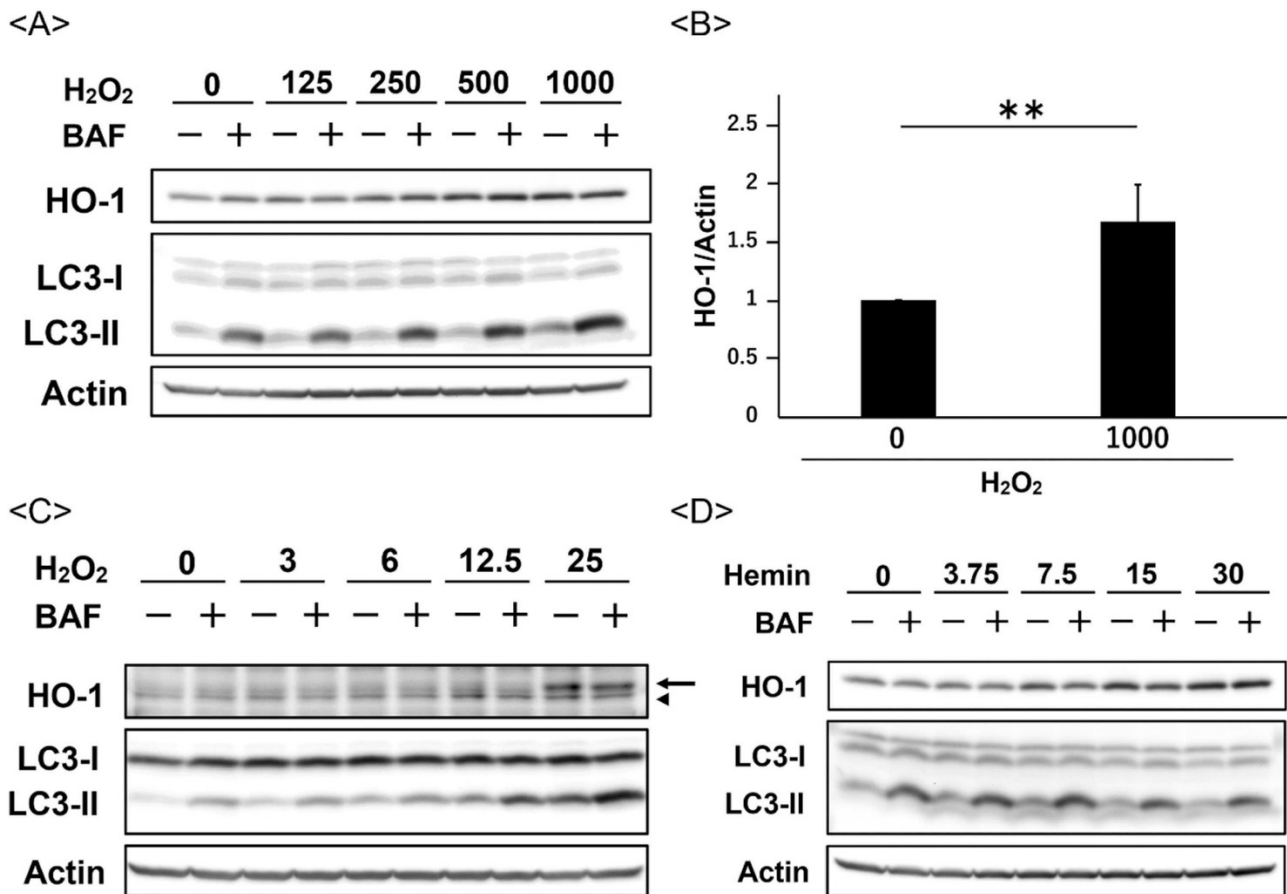 <A>
H₂O₂ 0 125 250 500 1000
BAF − + − + − + − + − +
HO-1
LC3-I
LC3-II
Actin
<B>
**
HO-1/Actin
2.5
2
1.5
1
0.5
0
0 1000
H₂O₂
<C>
H₂O₂ 0 3 6 12.5 25
BAF − + − + − + − + − +
HO-1
LC3-I
LC3-II
Actin
<D>
Hemin 0 3.75 7.5 15 30
BAF − + − + − + − + − +
HO-1
LC3-I
LC3-II
Actin